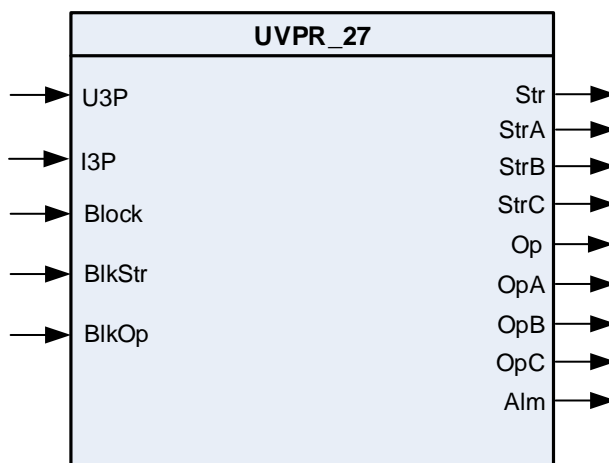 UVPR_27
U3P
I3P
Block
BlkStr
BlkOp
Str
StrA
StrB
StrC
Op
OpA
OpB
OpC
Alm